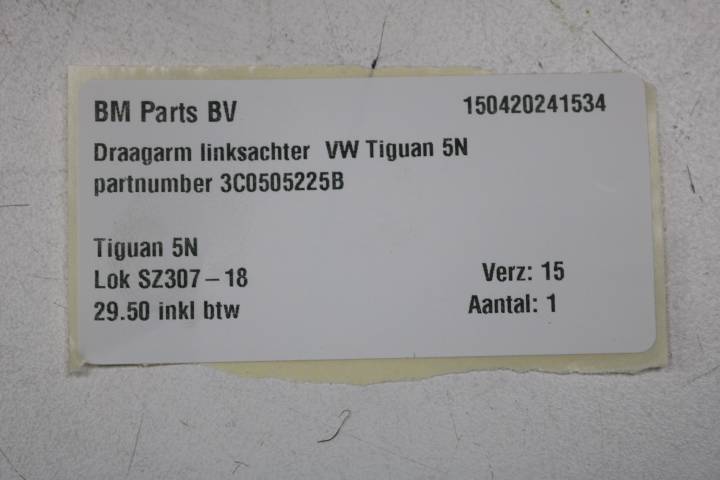 BM Parts BV 150420241534
Draagarm linksachter VW Tiguan 5N
partnumber 3C0505225B
Tiguan 5N
Lok SZ307-18 Verz: 15
29.50 inkl btw Aantal: 1